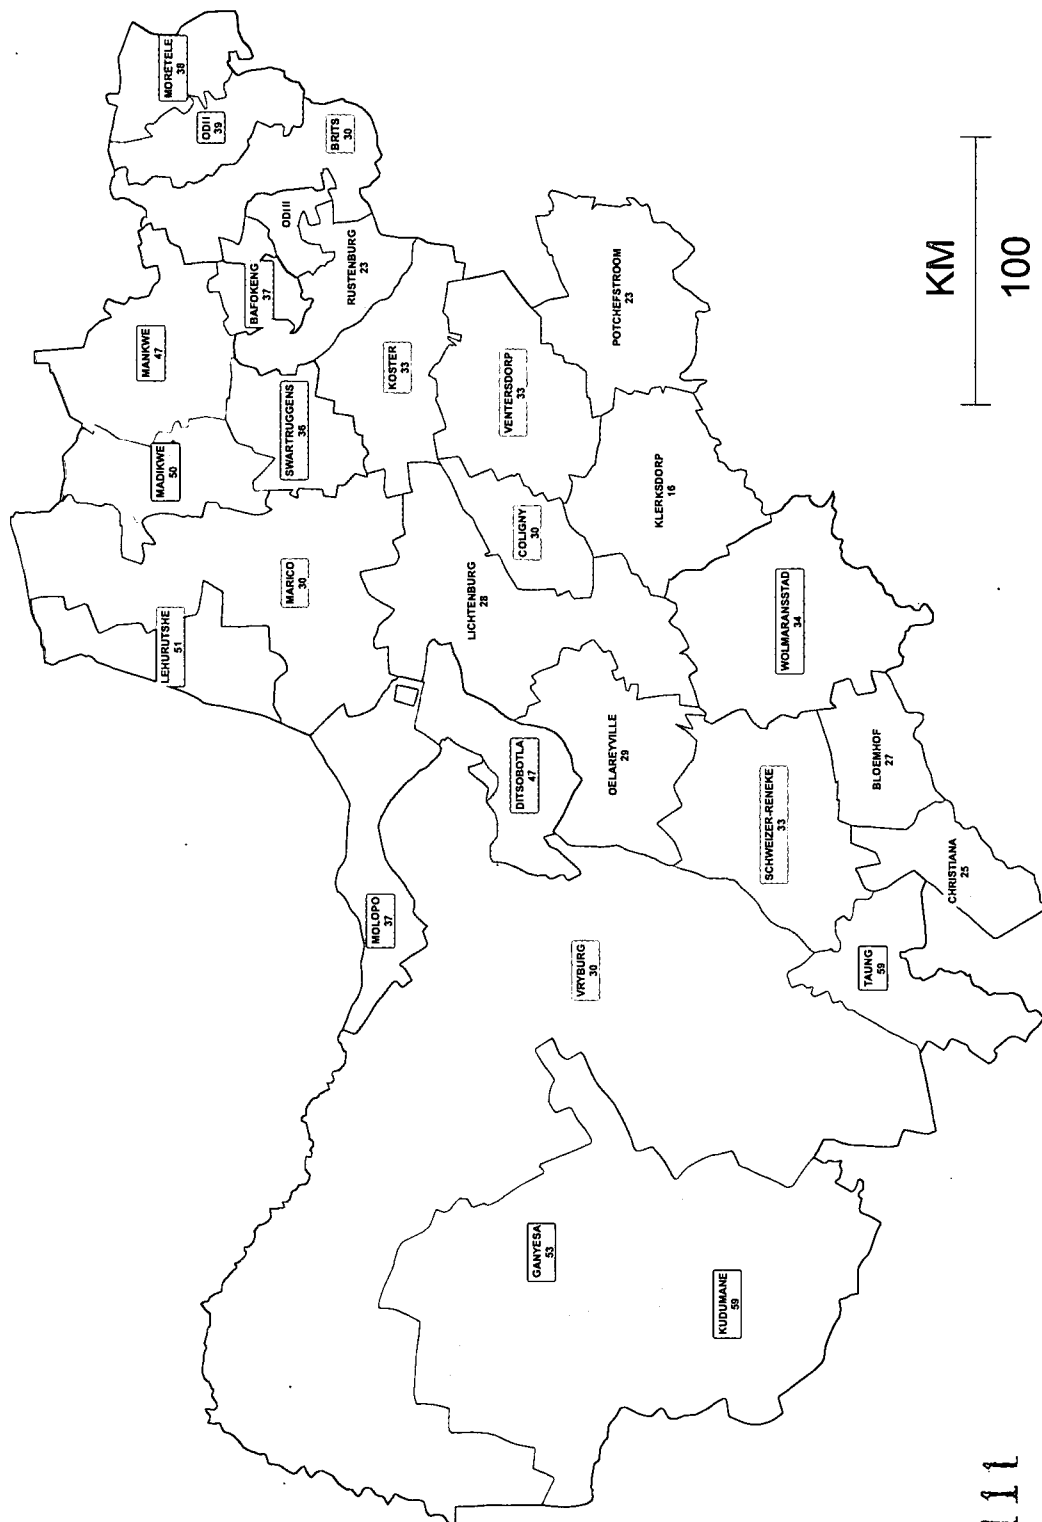 MORETELE
38
ODI I
39
BRITS
30
ODI II
MANKWE
47
BAFOKENG
37
RUSTENBURG
23
MADIKWE
50
SWARTRUGGENS
36
KOSTER
33
VENTERSDORP
33
POTCHEFSTROOM
23
LEHURUTSHE
51
MARICO
30
LICHTENBURG
28
COLIGNY
30
KLERKSDORP
16
MOLOPO
37
DITSOBOTLA
47
OELAREYVILLE
29
WOLMARANSSTAD
34
VRYBURG
30
SCHWEIZER-RENEKE
33
BLOEMHOF
27
CHRISTIANA
25
TAUNG
59
GANYESA
53
KUDUMANE
59
KM
100